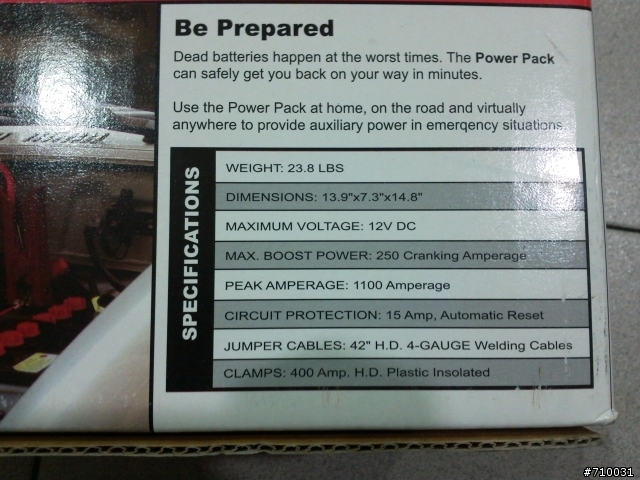 Be Prepared
Dead batteries happen at the worst times. The Power Pack
can safely get you back on your way in minutes.
Use the Power Pack at home, on the road and virtually
anywhere to provide auxiliary power in emergency situations.
SPECIFICATIONS
WEIGHT: 23.8 LBS
DIMENSIONS: 13.9"x7.3"x14.8"
MAXIMUM VOLTAGE: 12V DC
MAX. BOOST POWER: 250 Cranking Amperage
PEAK AMPERAGE: 1100 Amperage
CIRCUIT PROTECTION: 15 Amp, Automatic Reset
JUMPER CABLES: 42" H.D. 4-GAUGE Welding Cables
CLAMPS: 400 Amp. H.D. Plastic Insolated
#710031